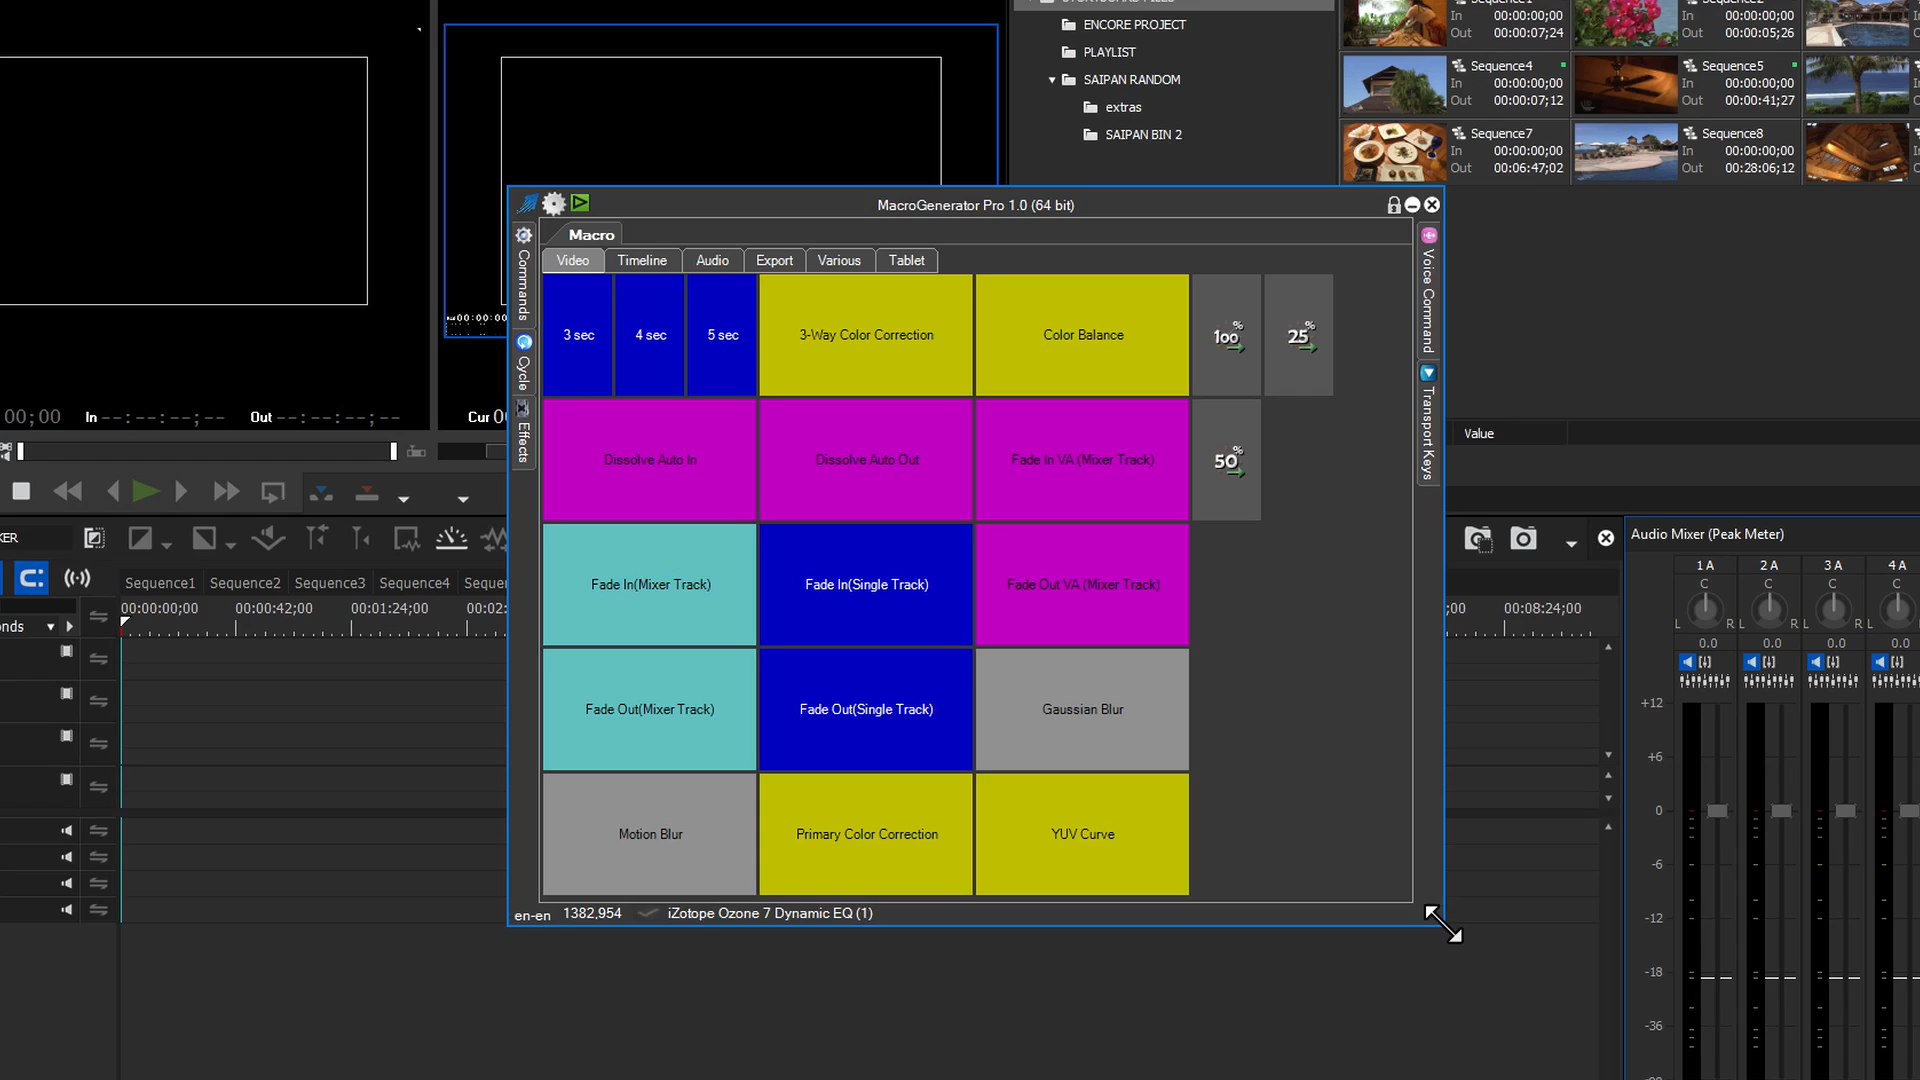 ENCORE PROJECT
PLAYLIST
SAIPAN RANDOM
extras
SAIPAN BIN 2
In 00:00:00;00
Out 00:00:07;24
In 00:00:00;00
Out 00:00:05;26
Sequence4
In 00:00:00;00
Out 00:00:07;12
Sequence5
In 00:00:00;00
Out 00:00:41;27
Sequence7
In 00:00:00;00
Out 00:06:47;02
Sequence8
In 00:00:00;00
Out 00:28:06;12
MacroGenerator Pro 1.0 (64 bit)
Macro
Video Timeline Audio Export Various Tablet
Commands
Cycle
Effects
Voice Command
Transport Keys
3 sec
4 sec
5 sec
3-Way Color Correction
Color Balance
100%
25%
Dissolve Auto In
Dissolve Auto Out
Fade In VA (Mixer Track)
50%
Fade In(Mixer Track)
Fade In(Single Track)
Fade Out VA (Mixer Track)
Fade Out(Mixer Track)
Fade Out(Single Track)
Gaussian Blur
Motion Blur
Primary Color Correction
YUV Curve
en-en 1382,954 iZotope Ozone 7 Dynamic EQ (1)
00;00 In --:--:--;-- Out --:--:--;--
Cur
Value
Sequence1 Sequence2 Sequence3 Sequence4
00:00:00;00 00:00:42;00 00:01:24;00
00:08:24;00
Audio Mixer (Peak Meter)
1 A 2 A 3 A 4 A
C C C C
L R L R L R L
0.0 0.0 0.0 0.0
+12
+6
0
-6
-12
-18
-36